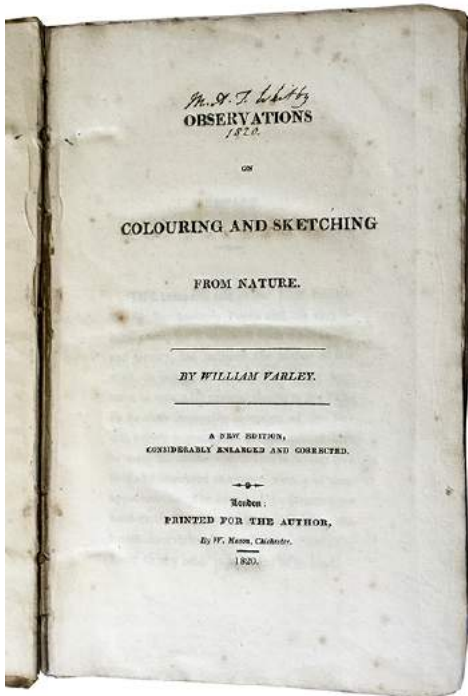 M. A. T. Whitby
OBSERVATIONS
1820.
ON
COLOURING AND SKETCHING
FROM NATURE.
BY WILLIAM VARLEY.
A NEW EDITION,
CONSIDERABLY ENLARGED AND CORRECTED.
London:
PRINTED FOR THE AUTHOR,
By W. Mason, Chichester.
1820.